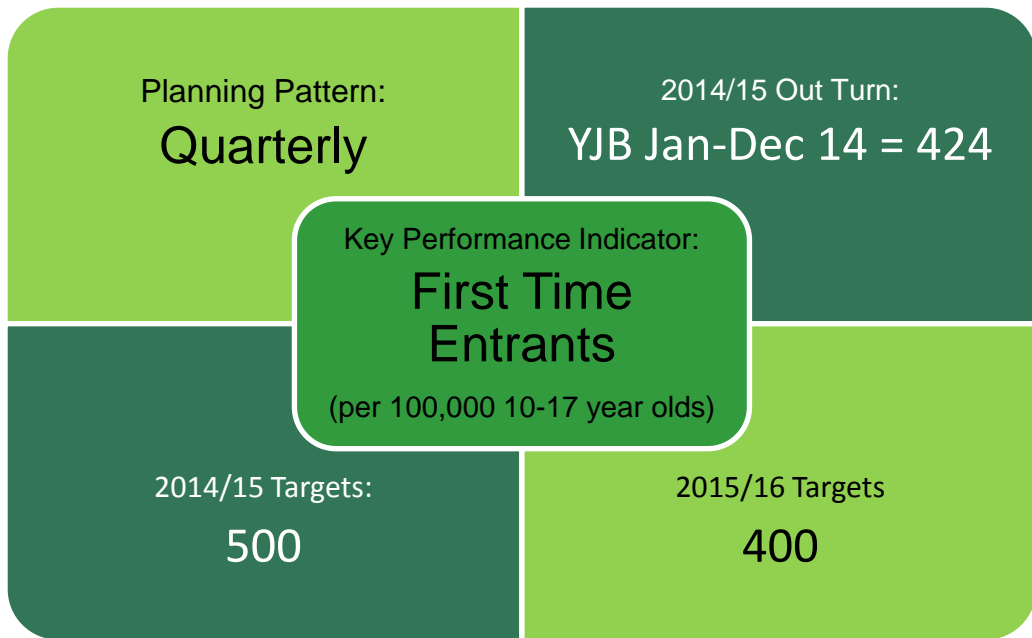 Planning Pattern:
Quarterly
2014/15 Out Turn:
YJB Jan-Dec 14 = 424
Key Performance Indicator:
First Time
Entrants
(per 100,000 10-17 year olds)
2014/15 Targets:
500
2015/16 Targets
400